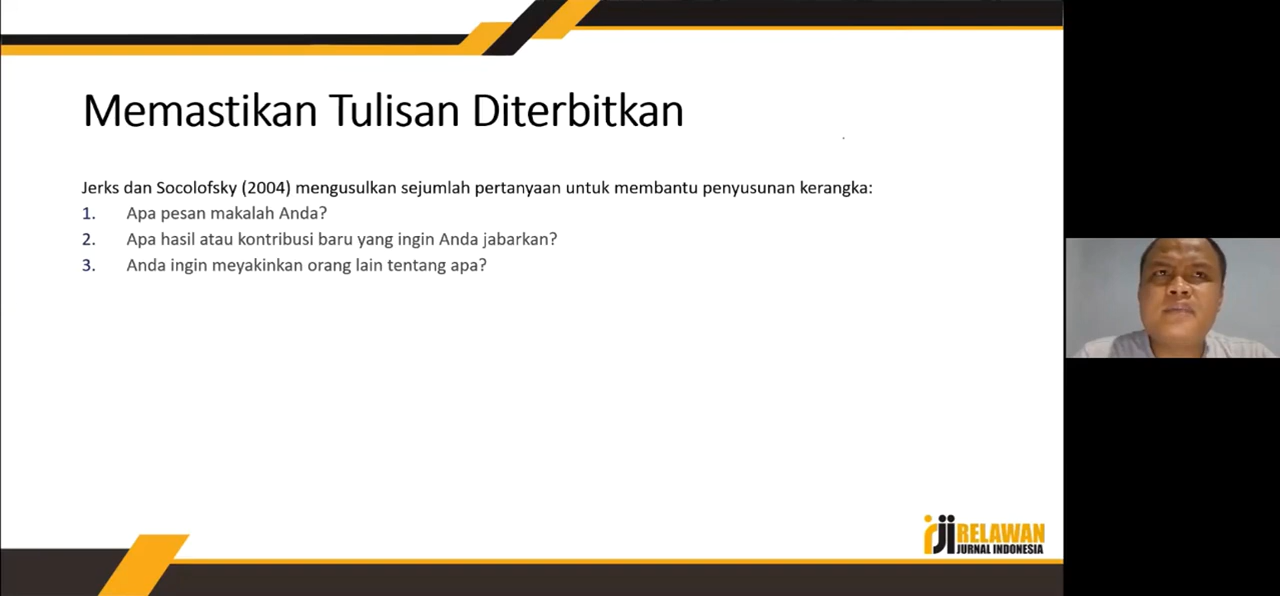 Memastikan Tulisan Diterbitkan
Jerks dan Socolofsky (2004) mengusulkan sejumlah pertanyaan untuk membantu penyusunan kerangka:
1. Apa pesan makalah Anda?
2. Apa hasil atau kontribusi baru yang ingin Anda jabarkan?
3. Anda ingin meyakinkan orang lain tentang apa?
rji RELAWAN
JURNAL INDONESIA